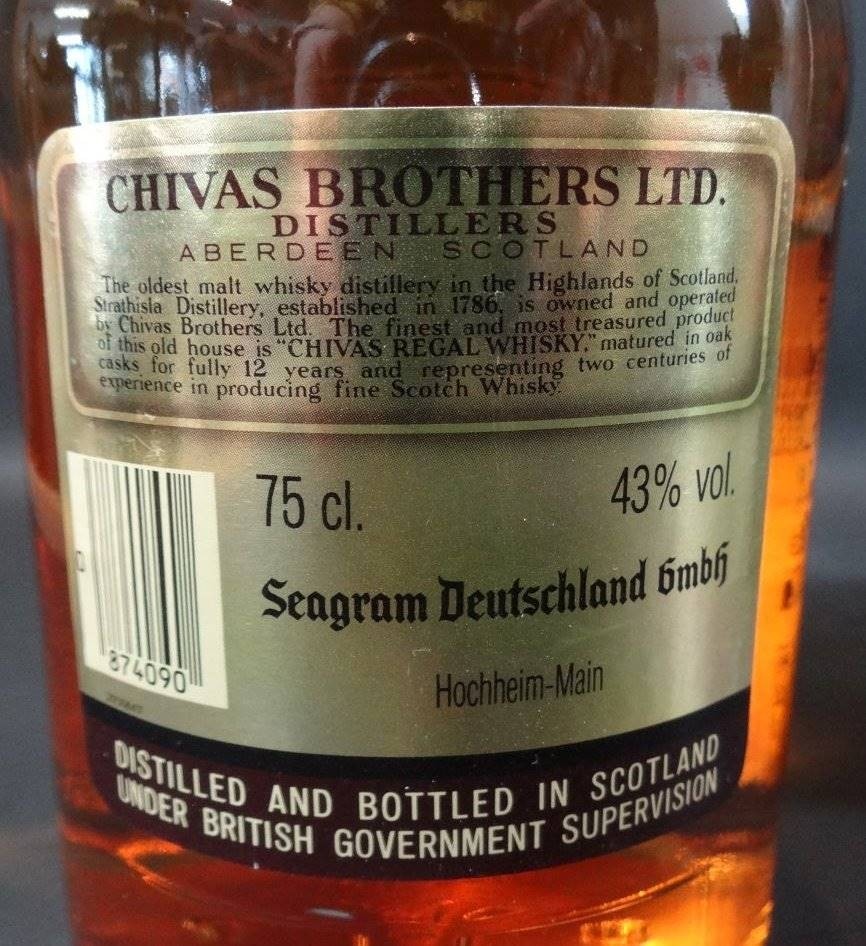 CHIVAS BROTHERS LTD.
DISTILLERS
ABERDEEN SCOTLAND
The oldest malt whisky distillery in the Highlands of Scotland,
Strathisla Distillery, established in 1786, is owned and operated
by Chivas Brothers Ltd. The finest and most treasured product
of this old house is "CHIVAS REGAL WHISKY," matured in oak
casks for fully 12 years and representing two centuries of
experience in producing fine Scotch Whisky.
75 cl. 43% vol.
Seagram Deutschland GmbH
Hochheim-Main
0
874090
DISTILLED AND BOTTLED IN SCOTLAND
UNDER BRITISH GOVERNMENT SUPERVISION